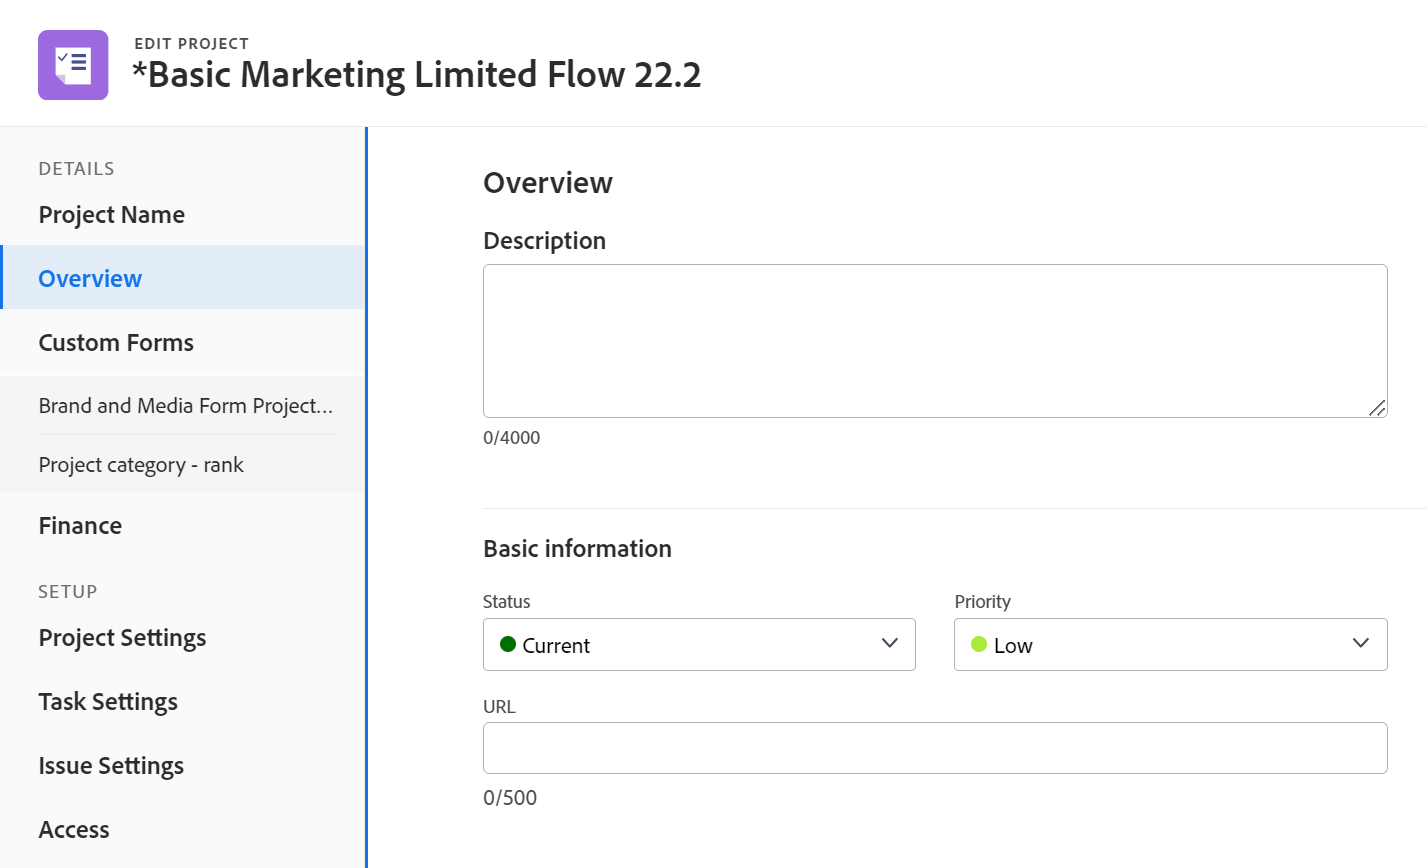 EDIT PROJECT
*Basic Marketing Limited Flow 22.2
DETAILS
Project Name
Overview
Custom Forms
Brand and Media Form Project...
Project category - rank
Finance
SETUP
Project Settings
Task Settings
Issue Settings
Access
Overview
Description
0/4000
Basic information
Status
Priority
Current
Low
URL
0/500